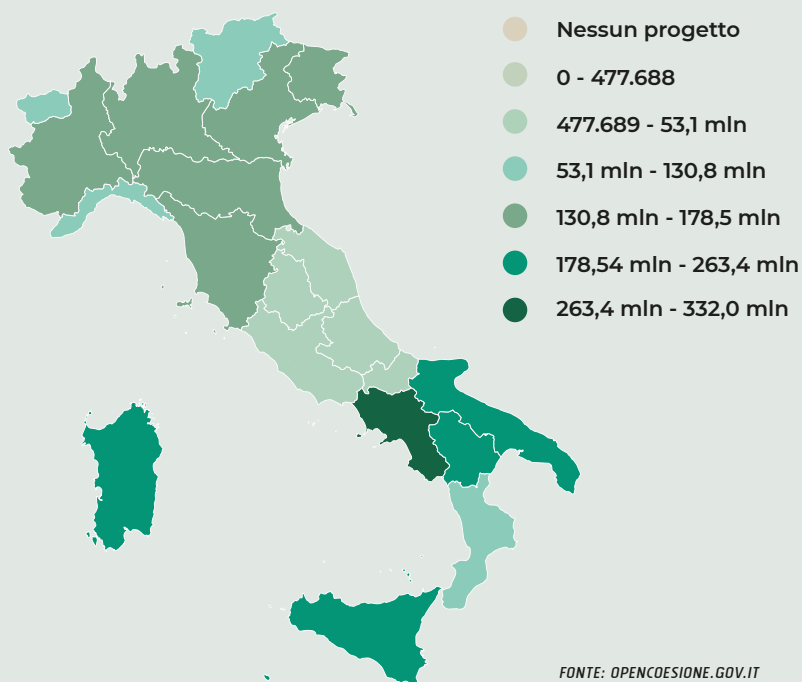 Nessun progetto
0 - 477.688
477.689 - 53,1 mln
53,1 mln - 130,8 mln
130,8 mln - 178,5 mln
178,54 mln - 263,4 mln
263,4 mln - 332,0 mln
FONTE: OPENCOESIONE.GOV.IT